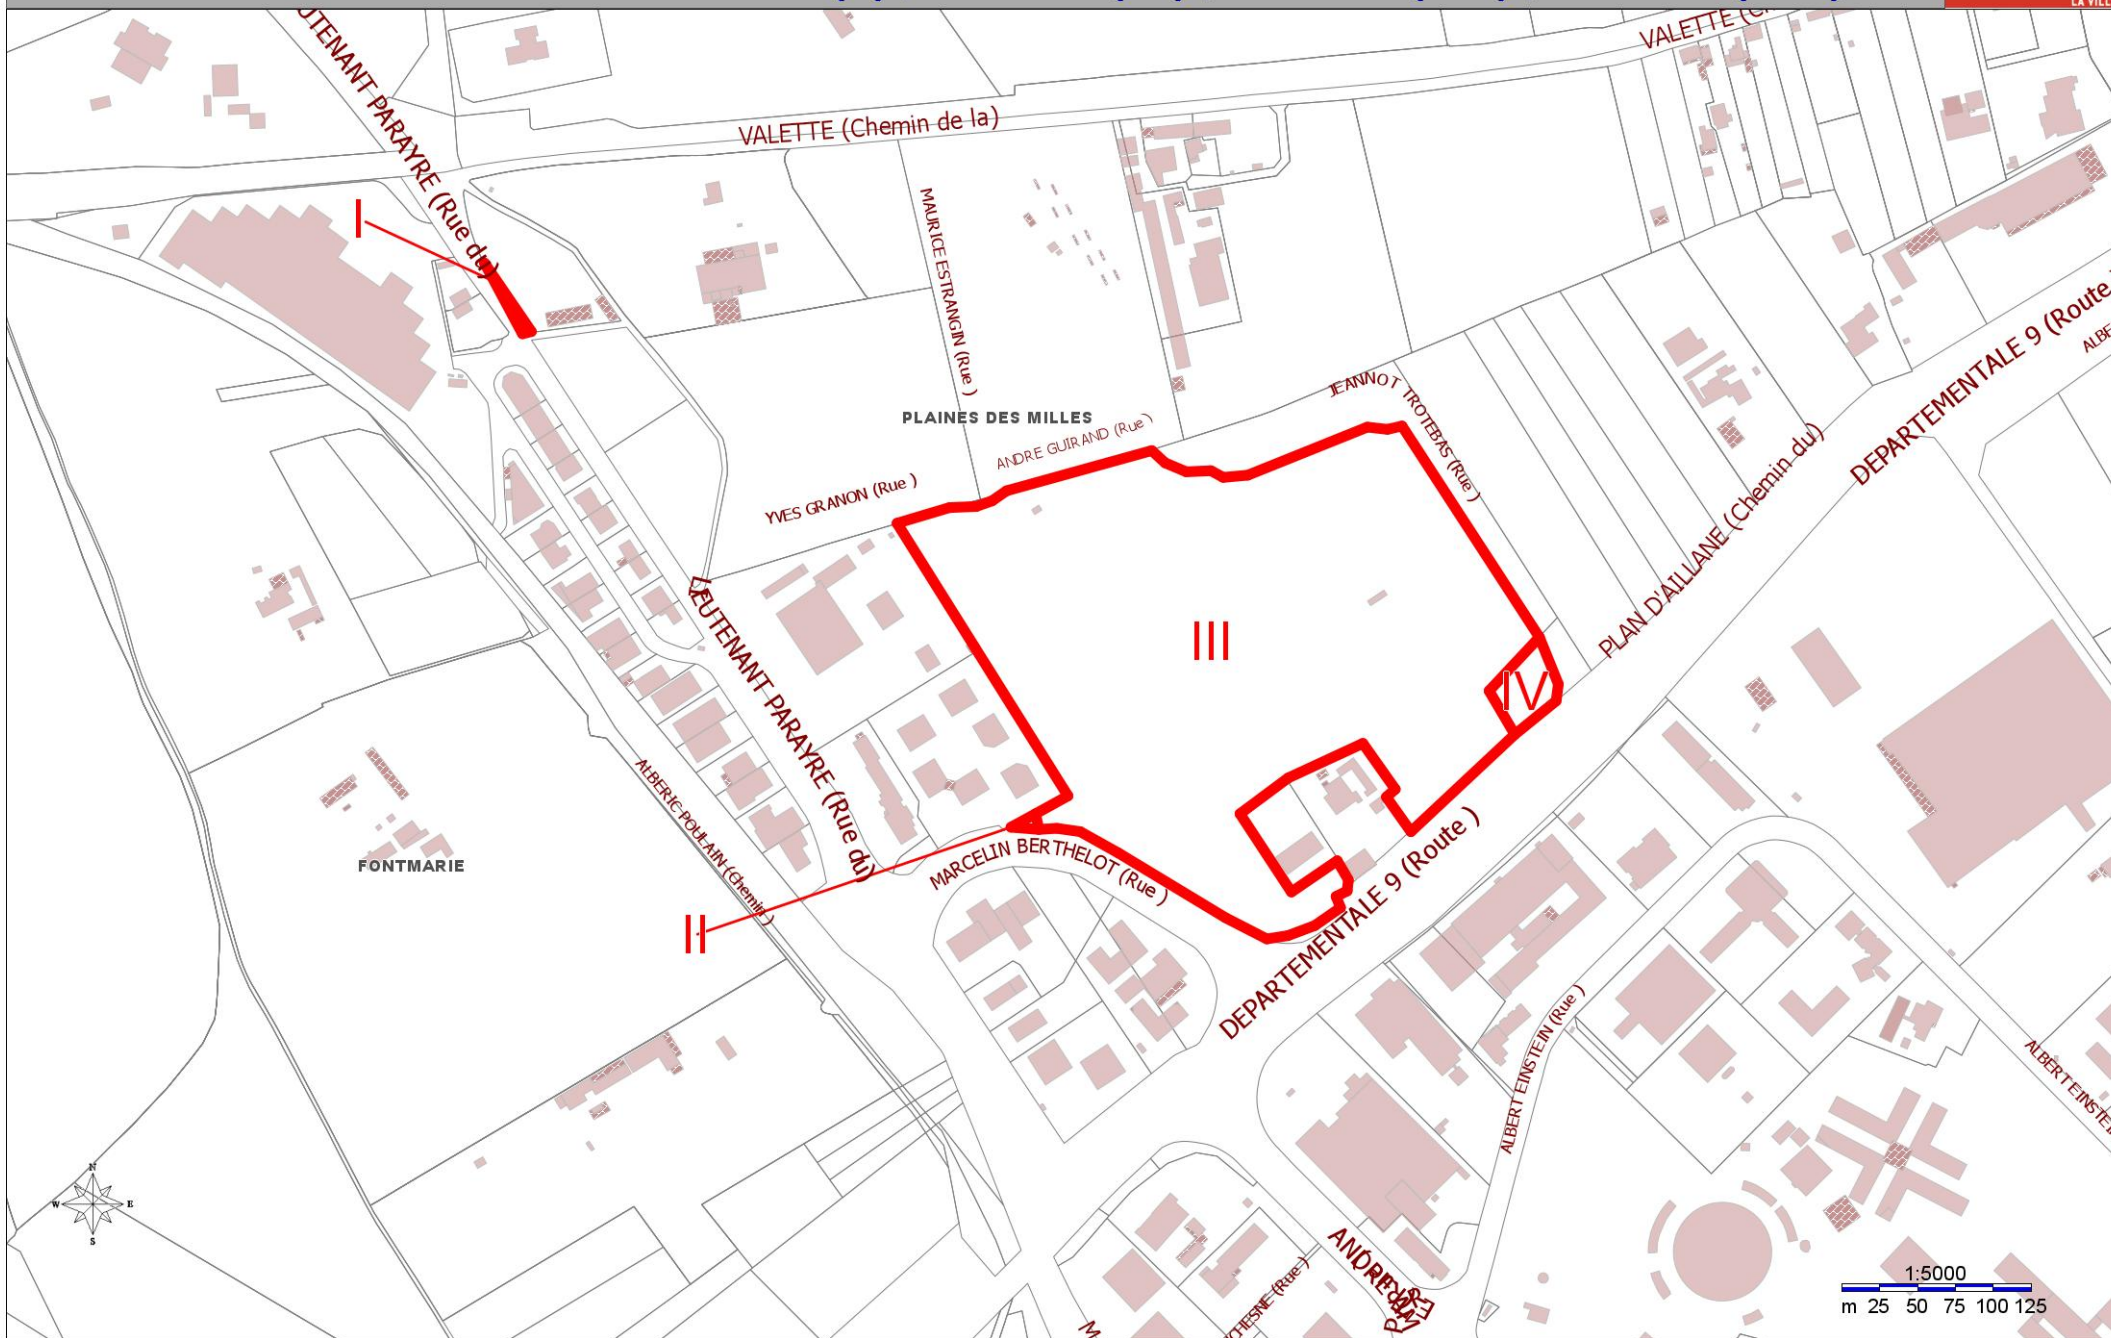 LA VILL
VALETTE
LIEUTENANT PARAYRE (Rue du)
VALETTE (Chemin de la)
I
MAURICE ESTRANGIN (Rue )
DEPARTEMENTALE 9 (Route
JEANNOT TROTEBAS (Rue )
PLAINES DES MILLES
ANDRE GUIRAND (Rue )
PLAN D'AILLANE (Chemin du)
YVES GRANON (Rue )
III
LIEUTENANT PARAYRE (Rue du)
IV
ALBERIC POULAIN (Chemin )
FONTMARIE
MARCELIN BERTHELOT (Rue )
DEPARTEMENTALE 9 (Route )
II
ALBERT EINSTEIN (Rue )
ALBERT EINSTEI
N
W
E
S
1:5000
m 25 50 75 100 125